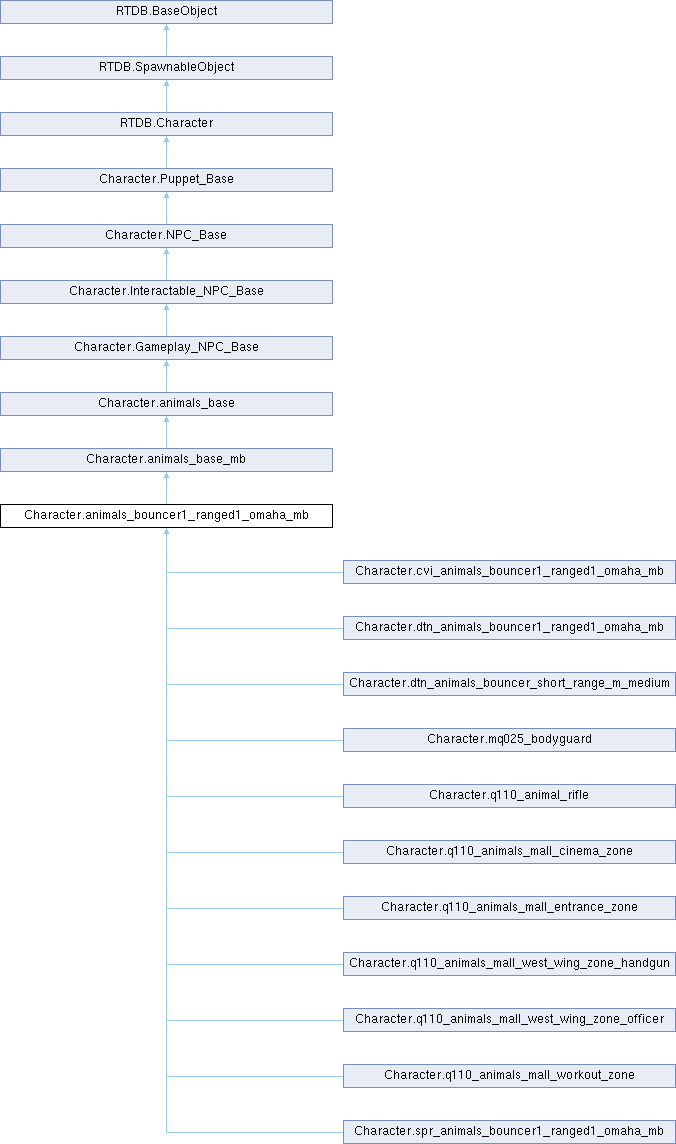 RTDB.BaseObject
RTDB.SpawnableObject
RTDB.Character
Character.Puppet_Base
Character.NPC_Base
Character.Interactable_NPC_Base
Character.Gameplay_NPC_Base
Character.animals_base
Character.animals_base_mb
Character.animals_bouncer1_ranged1_omaha_mb
Character.cvi_animals_bouncer1_ranged1_omaha_mb
Character.dtn_animals_bouncer1_ranged1_omaha_mb
Character.dtn_animals_bouncer_short_range_m_medium
Character.mq025_bodyguard
Character.q110_animal_rifle
Character.q110_animals_mall_cinema_zone
Character.q110_animals_mall_entrance_zone
Character.q110_animals_mall_west_wing_zone_handgun
Character.q110_animals_mall_west_wing_zone_officer
Character.q110_animals_mall_workout_zone
Character.spr_animals_bouncer1_ranged1_omaha_mb